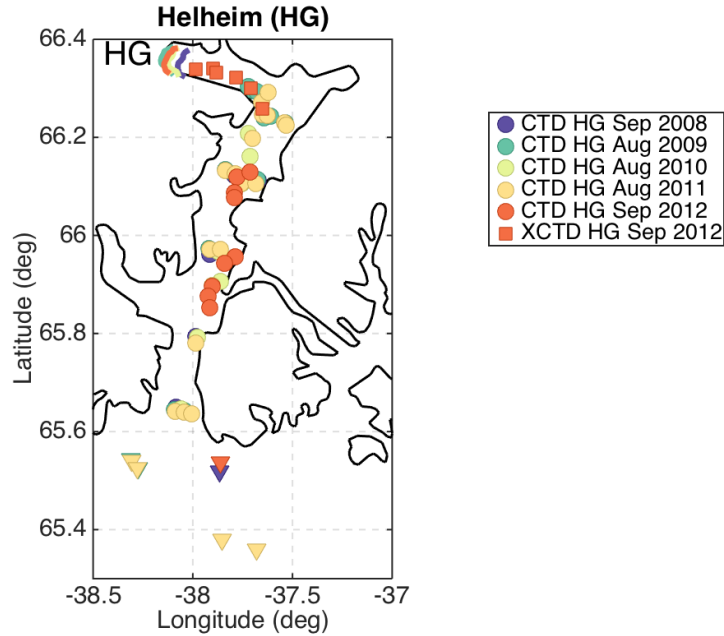 Helheim (HG)
66.4
HG
66.2
66
65.8
65.6
65.4
-38.5
-38
-37.5
-37
Latitude (deg)
Longitude (deg)
CTD HG Sep 2008
CTD HG Aug 2009
CTD HG Aug 2010
CTD HG Aug 2011
CTD HG Sep 2012
XCTD HG Sep 2012